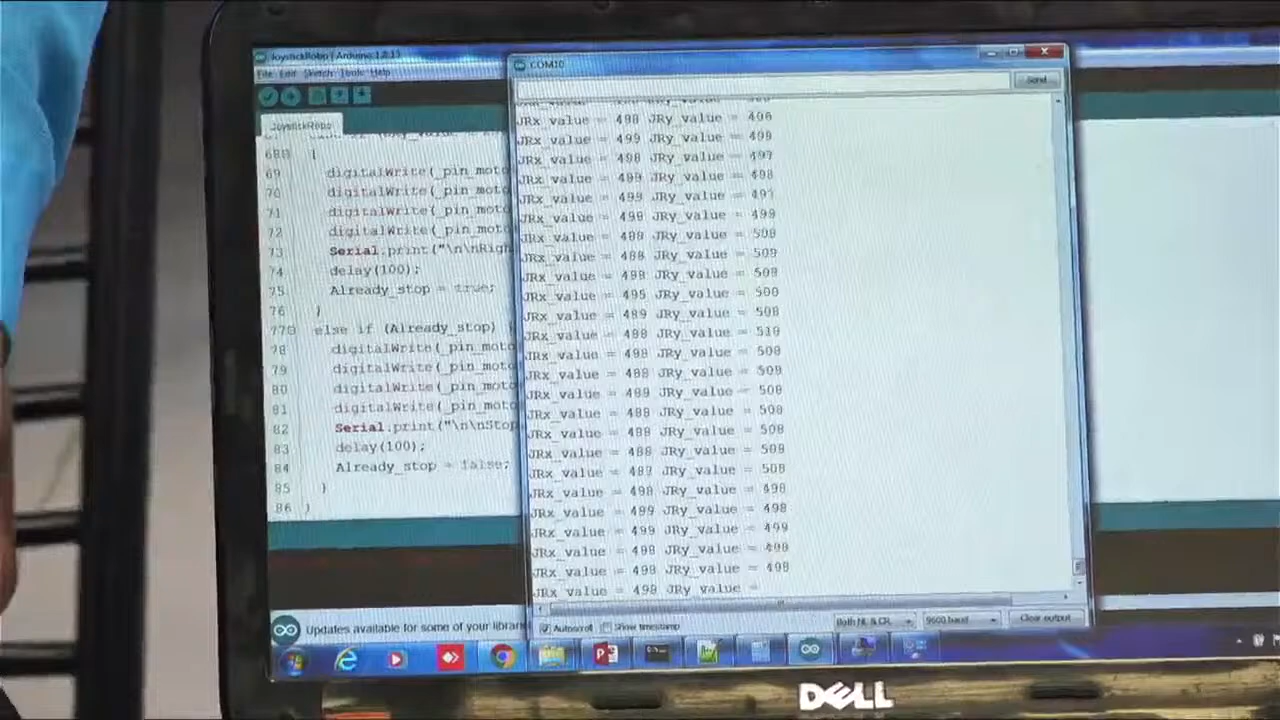 JoystickRobo | Arduino 1.8.13
File Edit Sketch Tools Help
JoystickRobo
69 digitalWrite(_pin_moto
70 digitalWrite(_pin_moto
71 digitalWrite(_pin_moto
72 digitalWrite(_pin_moto
73 Serial.print("\n\nRigh
74 delay(100);
75 Already_stop = true;
76 }
77 else if (Already_stop) {
78 digitalWrite(_pin_moto
79 digitalWrite(_pin_moto
80 digitalWrite(_pin_moto
81 digitalWrite(_pin_moto
82 Serial.print("\n\nStop
83 delay(100);
84 Already_stop = false;
85 }
86 }
Updates available for some of your librar
COM10
Send
JRx_value = 498 JRy_value = 498
JRx_value = 499 JRy_value = 499
JRx_value = 498 JRy_value = 497
JRx_value = 499 JRy_value = 498
JRx_value = 499 JRy_value = 497
JRx_value = 499 JRy_value = 499
JRx_value = 488 JRy_value = 508
JRx_value = 488 JRy_value = 509
JRx_value = 488 JRy_value = 508
JRx_value = 495 JRy_value = 508
JRx_value = 489 JRy_value = 508
JRx_value = 488 JRy_value = 510
JRx_value = 498 JRy_value = 508
JRx_value = 488 JRy_value = 509
JRx_value = 489 JRy_value = 508
JRx_value = 489 JRy_value = 508
JRx_value = 488 JRy_value = 508
JRx_value = 488 JRy_value = 509
JRx_value = 489 JRy_value = 508
JRx_value = 498 JRy_value = 498
JRx_value = 499 JRy_value = 498
JRx_value = 499 JRy_value = 499
JRx_value = 498 JRy_value = 498
JRx_value = 498 JRy_value = 498
JRx_value = 498 JRy_value =
Autoscroll Show timestamp
Both NL & CR
9600 baud
Clear output
DELL